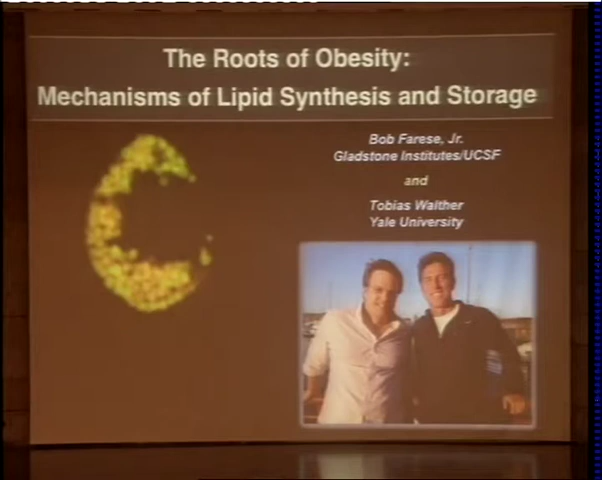 The Roots of Obesity:
Mechanisms of Lipid Synthesis and Storage
Bob Farese, Jr.
Gladstone Institutes/UCSF
and
Tobias Walther
Yale University